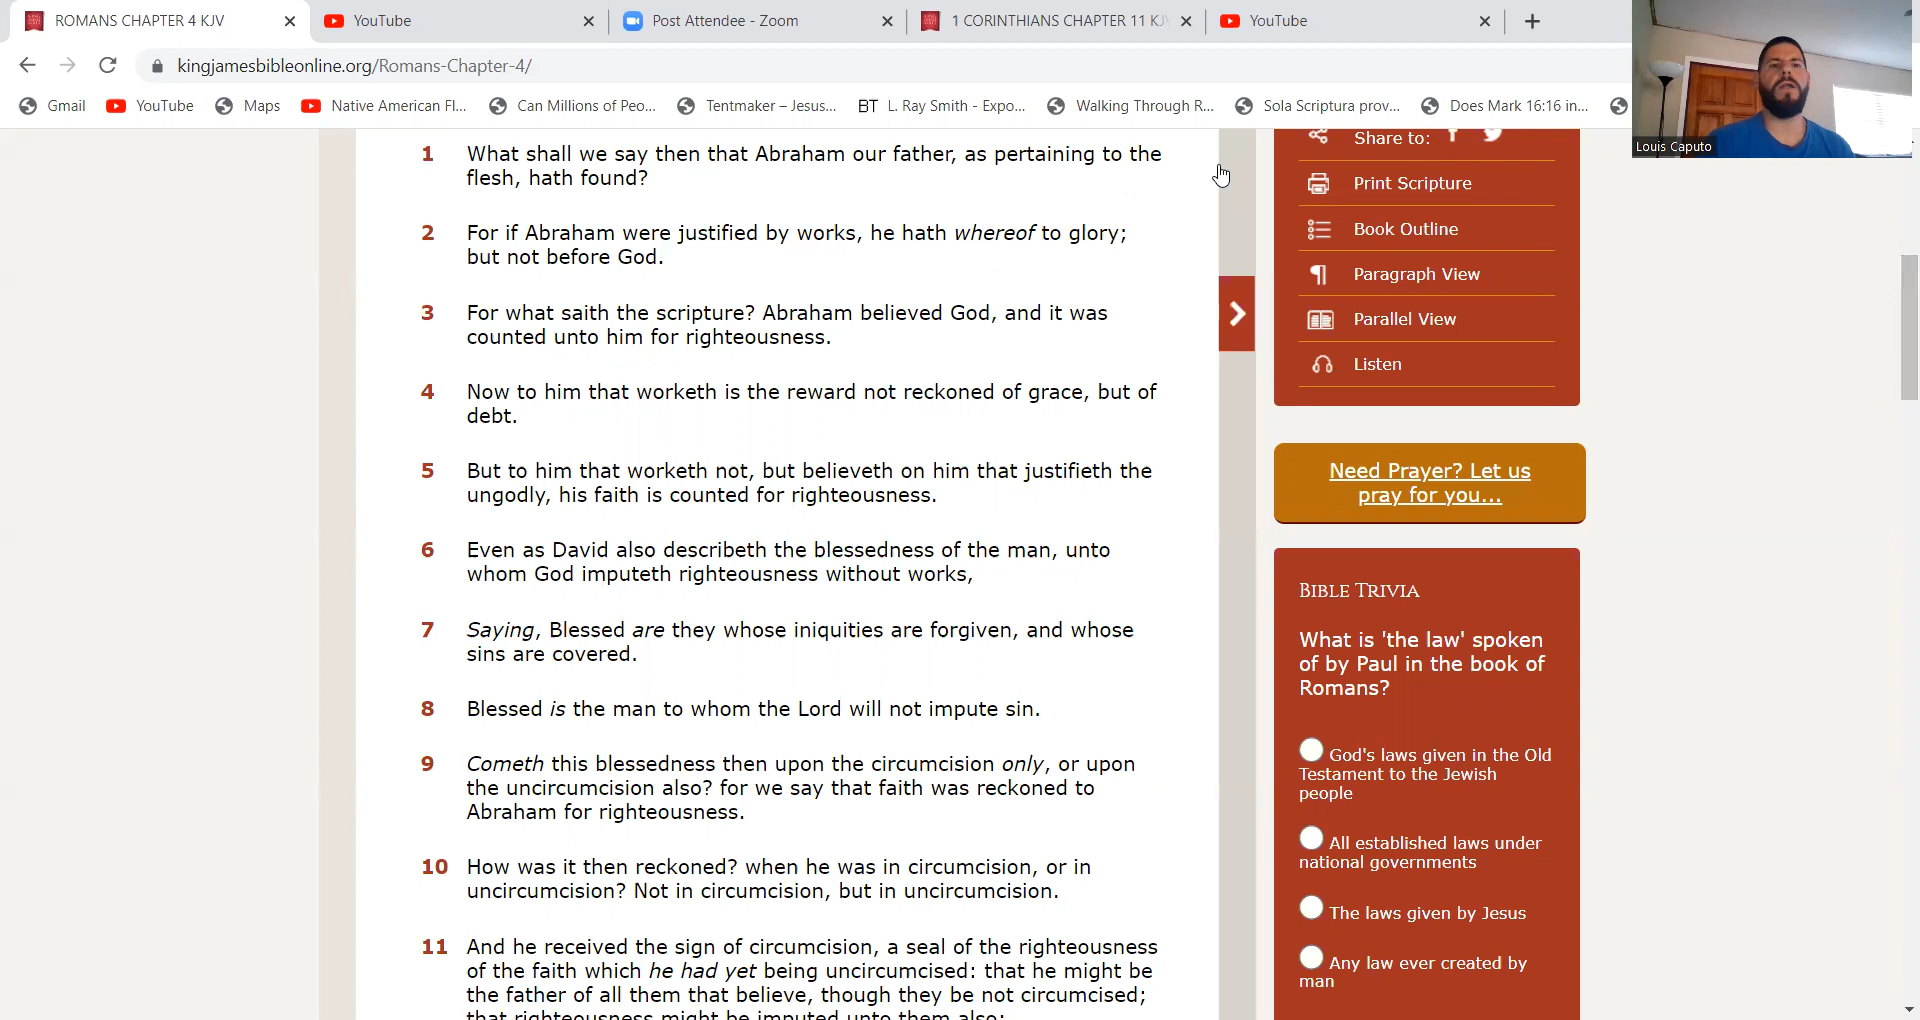 ROMANS CHAPTER 4 KJV
YouTube
Post Attendee - Zoom
1 CORINTHIANS CHAPTER 11 KJV
YouTube
kingjamesbibleonline.org/Romans-Chapter-4/
Gmail
YouTube
Maps
Native American Fl...
Can Millions of Peo...
Tentmaker – Jesus...
BT L. Ray Smith - Expo...
Walking Through R...
Sola Scriptura prov...
Does Mark 16:16 in...
Louis Caputo
1 What shall we say then that Abraham our father, as pertaining to the
flesh, hath found?
2 For if Abraham were justified by works, he hath whereof to glory;
but not before God.
3 For what saith the scripture? Abraham believed God, and it was
counted unto him for righteousness.
4 Now to him that worketh is the reward not reckoned of grace, but of
debt.
5 But to him that worketh not, but believeth on him that justifieth the
ungodly, his faith is counted for righteousness.
6 Even as David also describeth the blessedness of the man, unto
whom God imputeth righteousness without works,
7 Saying, Blessed are they whose iniquities are forgiven, and whose
sins are covered.
8 Blessed is the man to whom the Lord will not impute sin.
9 Cometh this blessedness then upon the circumcision only, or upon
the uncircumcision also? for we say that faith was reckoned to
Abraham for righteousness.
10 How was it then reckoned? when he was in circumcision, or in
uncircumcision? Not in circumcision, but in uncircumcision.
11 And he received the sign of circumcision, a seal of the righteousness
of the faith which he had yet being uncircumcised: that he might be
the father of all them that believe, though they be not circumcised;
that righteousness might be imputed unto them also:
Share to:
Print Scripture
Book Outline
Paragraph View
Parallel View
Listen
Need Prayer? Let us
pray for you...
BIBLE TRIVIA
What is 'the law' spoken
of by Paul in the book of
Romans?
God's laws given in the Old
Testament to the Jewish
people
All established laws under
national governments
The laws given by Jesus
Any law ever created by
man